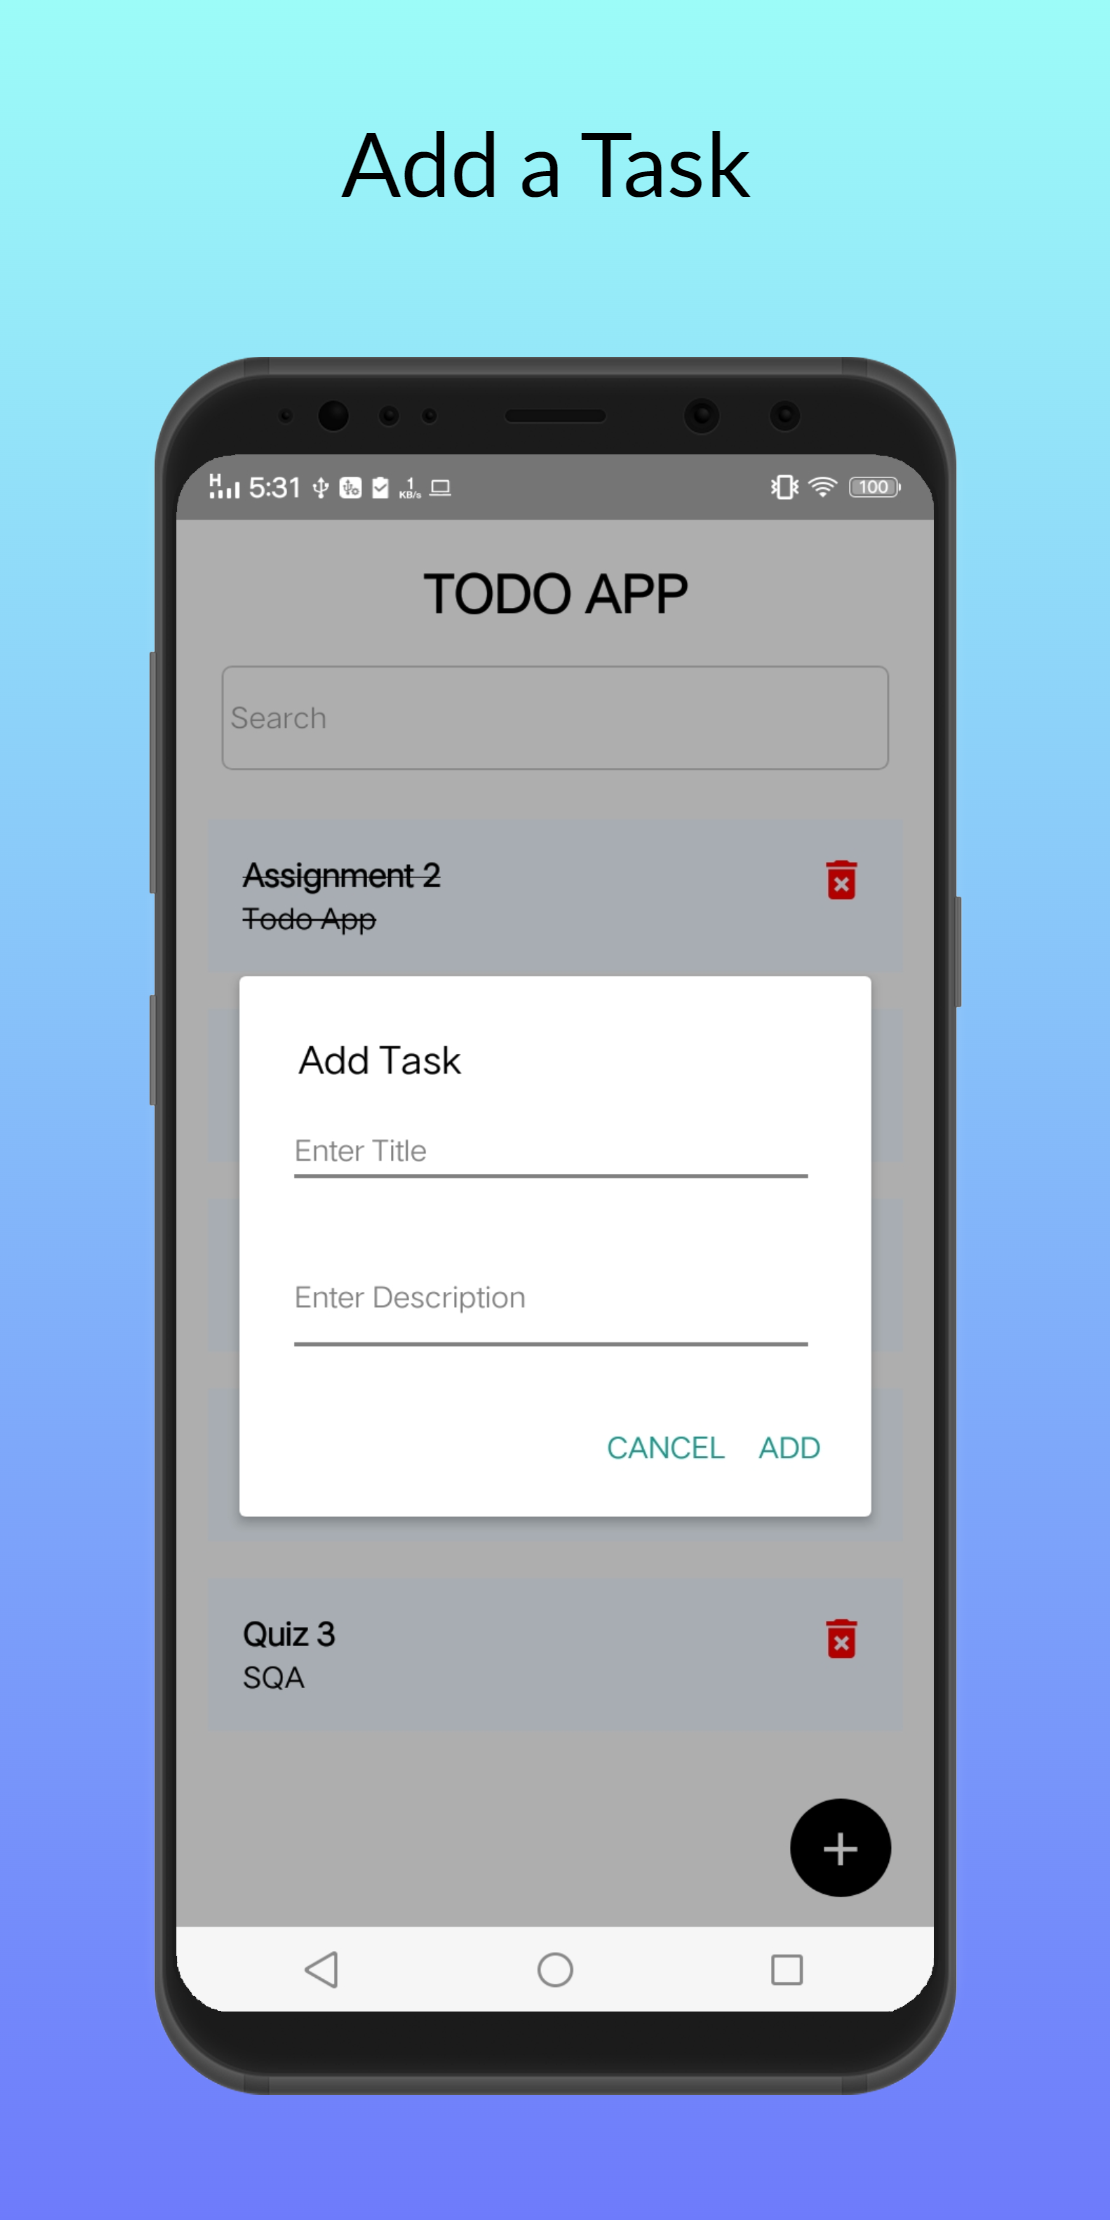 Add a Task
H 5:31 1 KB/s 100
TODO APP
Search
Assignment 2
Todo App
Add Task
Enter Title
Enter Description
CANCEL ADD
Quiz 3
SQA